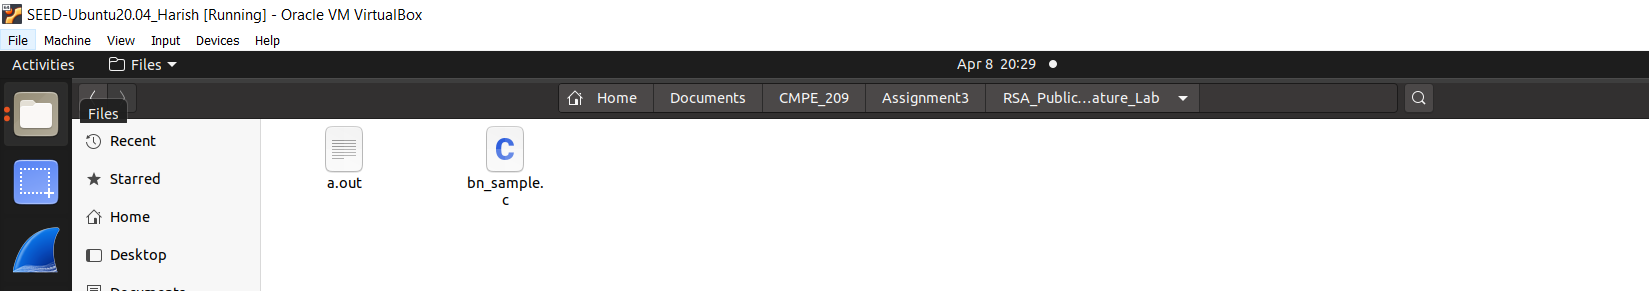 SEED-Ubuntu20.04_Harish [Running] - Oracle VM VirtualBox
File Machine View Input Devices Help
Activities Files Apr 8 20:29
Home Documents CMPE_209 Assignment3 RSA_Public...ature_Lab
Files
Recent
Starred
Home
Desktop
a.out
bn_sample.
c